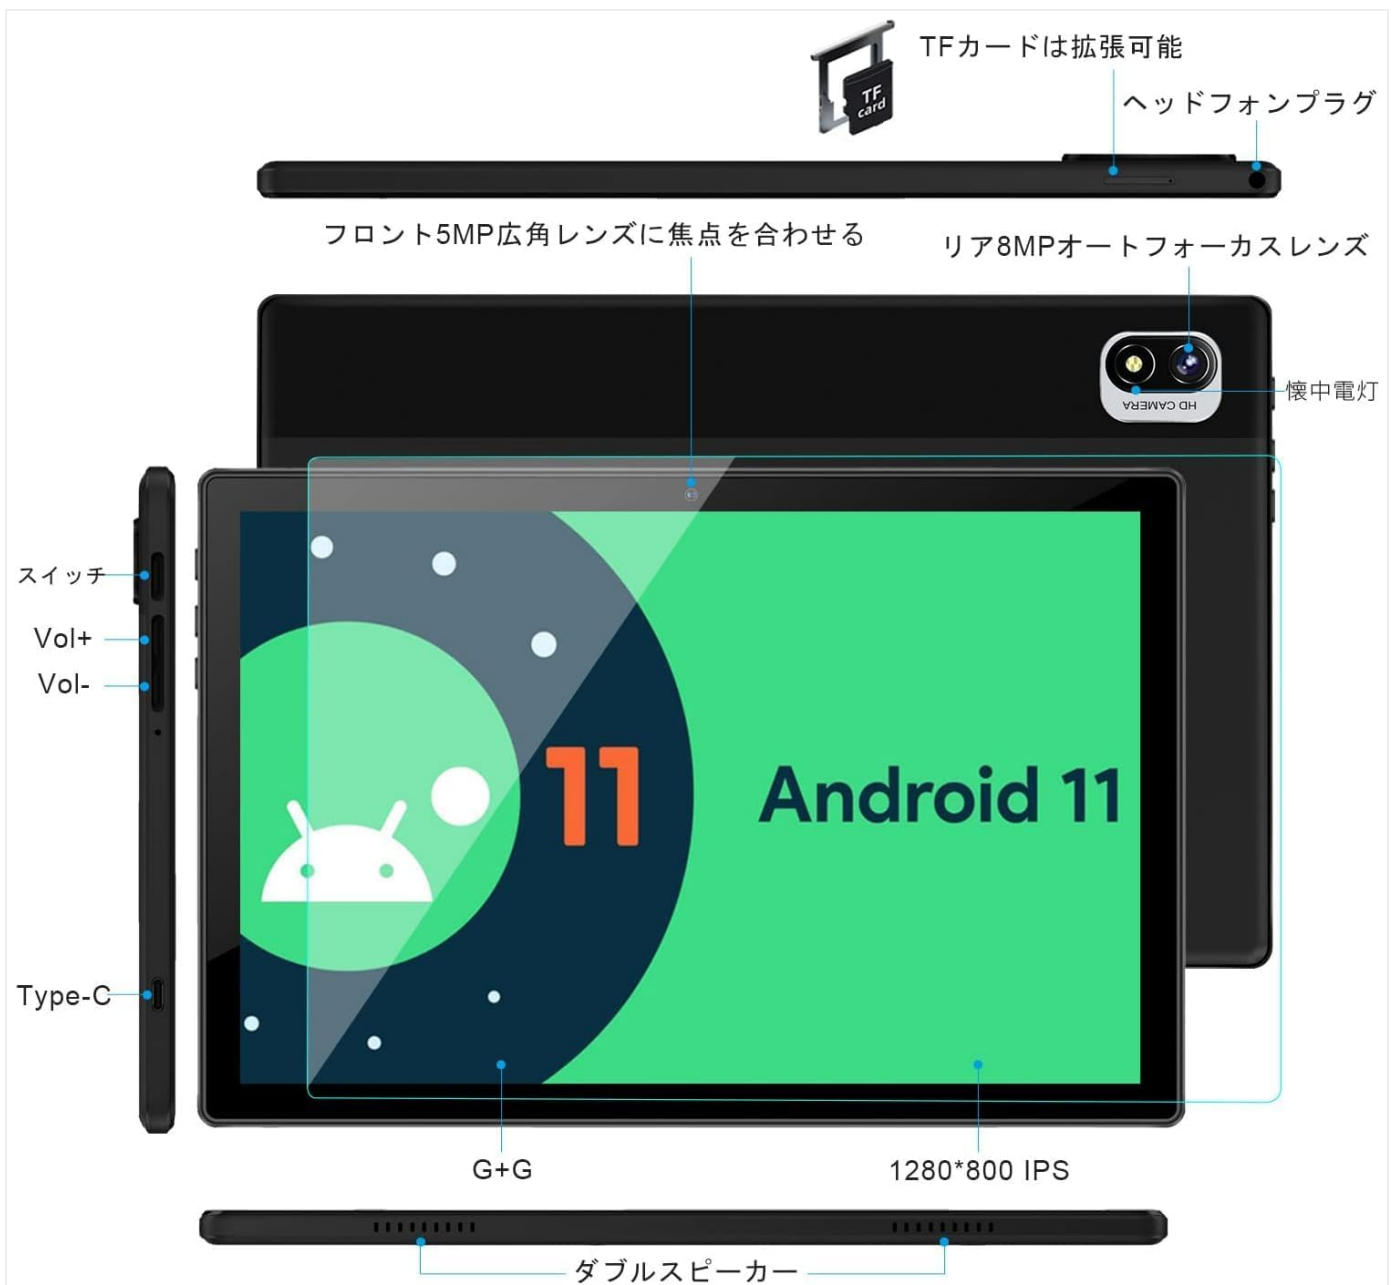 TFカードは拡張可能
TF
card
ヘッドフォンプラグ
フロント5MP広角レンズに焦点を合わせる
リア8MPオートフォーカスレンズ
HD CAMERA
懐中電灯
スイッチ
Vol+
Vol-
11
Android 11
Type-C
G+G
1280*800 IPS
ダブルスピーカー